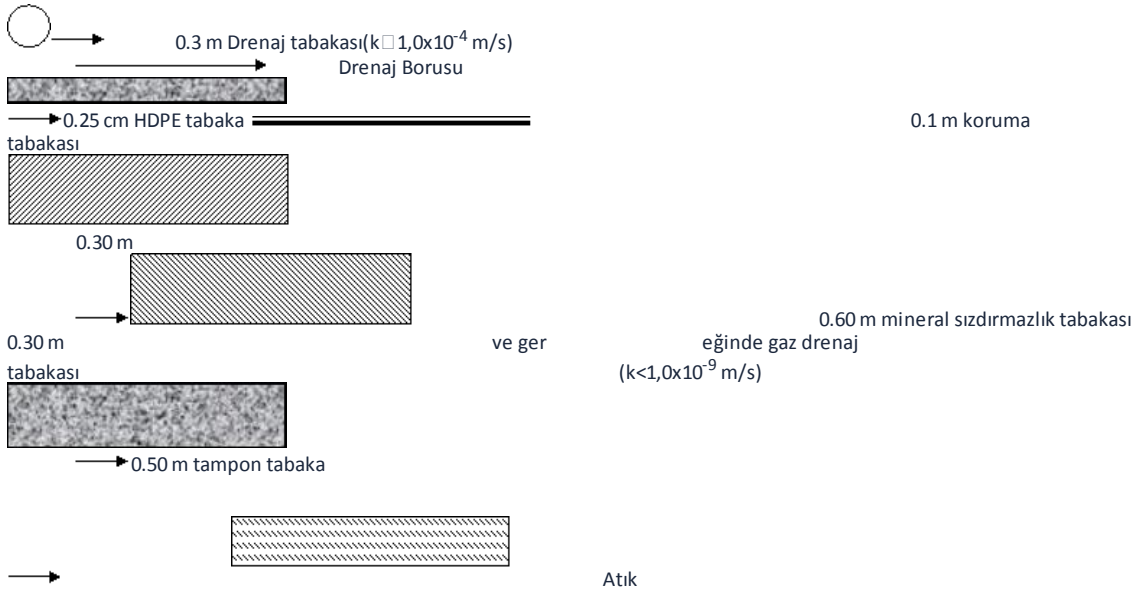 0.3 m Drenaj tabakası(k□1,0x10⁻⁴ m/s)
Drenaj Borusu
0.25 cm HDPE tabaka 0.1 m koruma
tabakası
0.30 m
0.60 m mineral sızdırmazlık tabakası
0.30 m ve ger eğinde gaz drenaj
tabakası (k<1,0x10⁻⁹ m/s)
0.50 m tampon tabaka
Atık